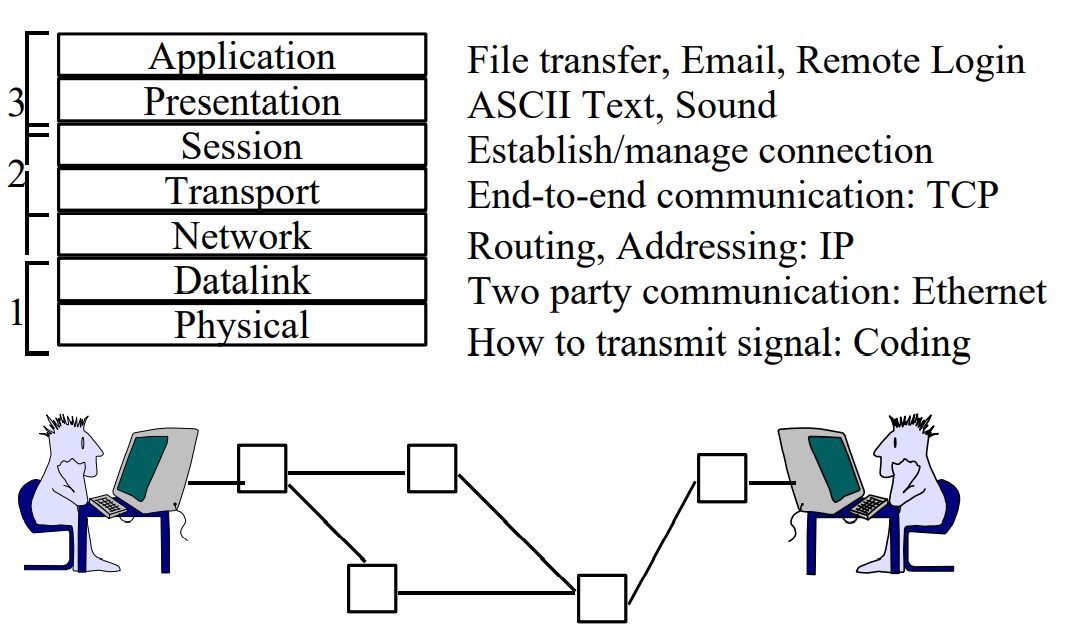 Application File transfer, Email, Remote Login
3 Presentation ASCII Text, Sound
Session Establish/manage connection
2 Transport End-to-end communication: TCP
Network Routing, Addressing: IP
Datalink Two party communication: Ethernet
1 Physical How to transmit signal: Coding